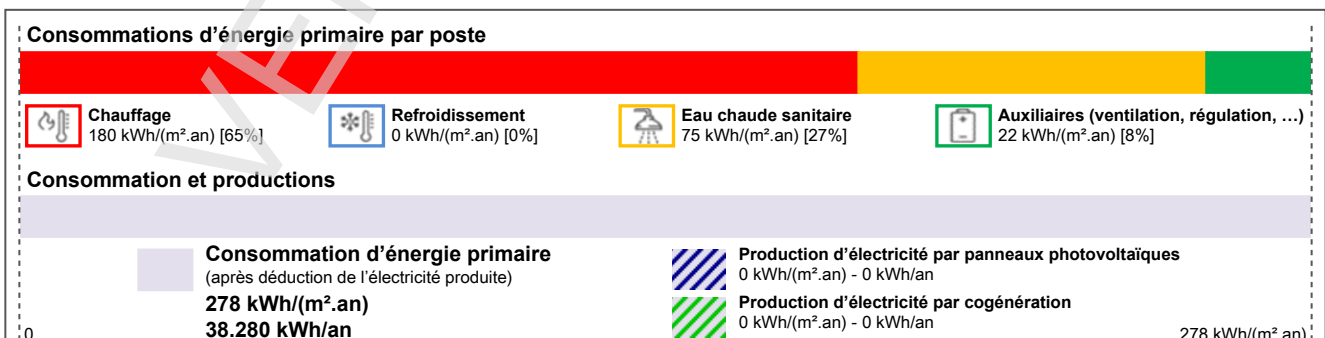 Consommations d'énergie primaire par poste
Chauffage
180 kWh/(m².an) [65%]
Refroidissement
0 kWh/(m².an) [0%]
Eau chaude sanitaire
75 kWh/(m².an) [27%]
Auxiliaires (ventilation, régulation, …)
22 kWh/(m².an) [8%]
Consommation et productions
Consommation d'énergie primaire
(après déduction de l'électricité produite)
278 kWh/(m².an)
38.280 kWh/an
Production d'électricité par panneaux photovoltaïques
0 kWh/(m².an) - 0 kWh/an
Production d'électricité par cogénération
0 kWh/(m².an) - 0 kWh/an
0
278 kWh/(m².an)